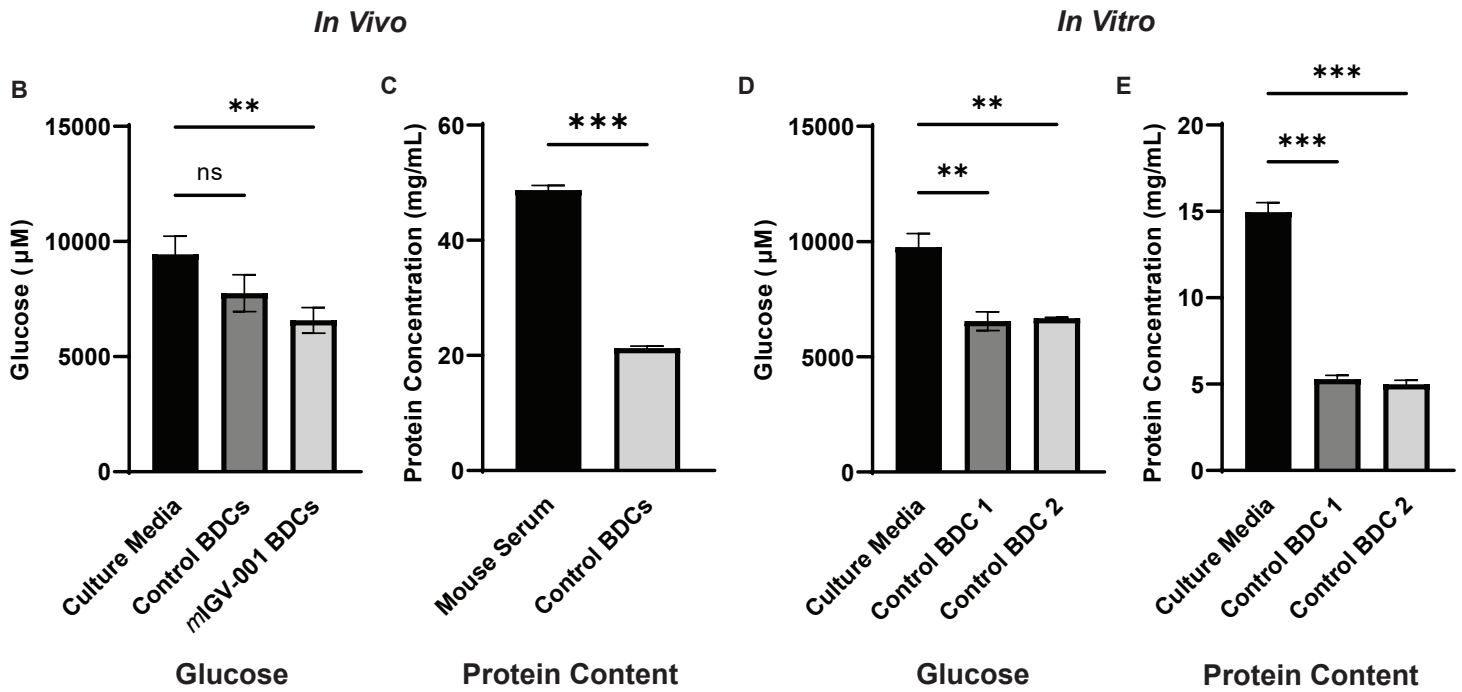 In Vivo
In Vitro
B
**
ns
15000
10000
5000
0
Glucose ( µM)
Culture Media
Control BDCs
mIGV-001 BDCs
Glucose
C
***
60
40
20
0
Protein Concentration (mg/mL)
Mouse Serum
Control BDCs
Protein Content
D
**
**
15000
10000
5000
0
Glucose ( µM)
Culture Media
Control BDC 1
Control BDC 2
Glucose
E
***
***
20
15
10
5
0
Protein Concentration (mg/mL)
Culture Media
Control BDC 1
Control BDC 2
Protein Content